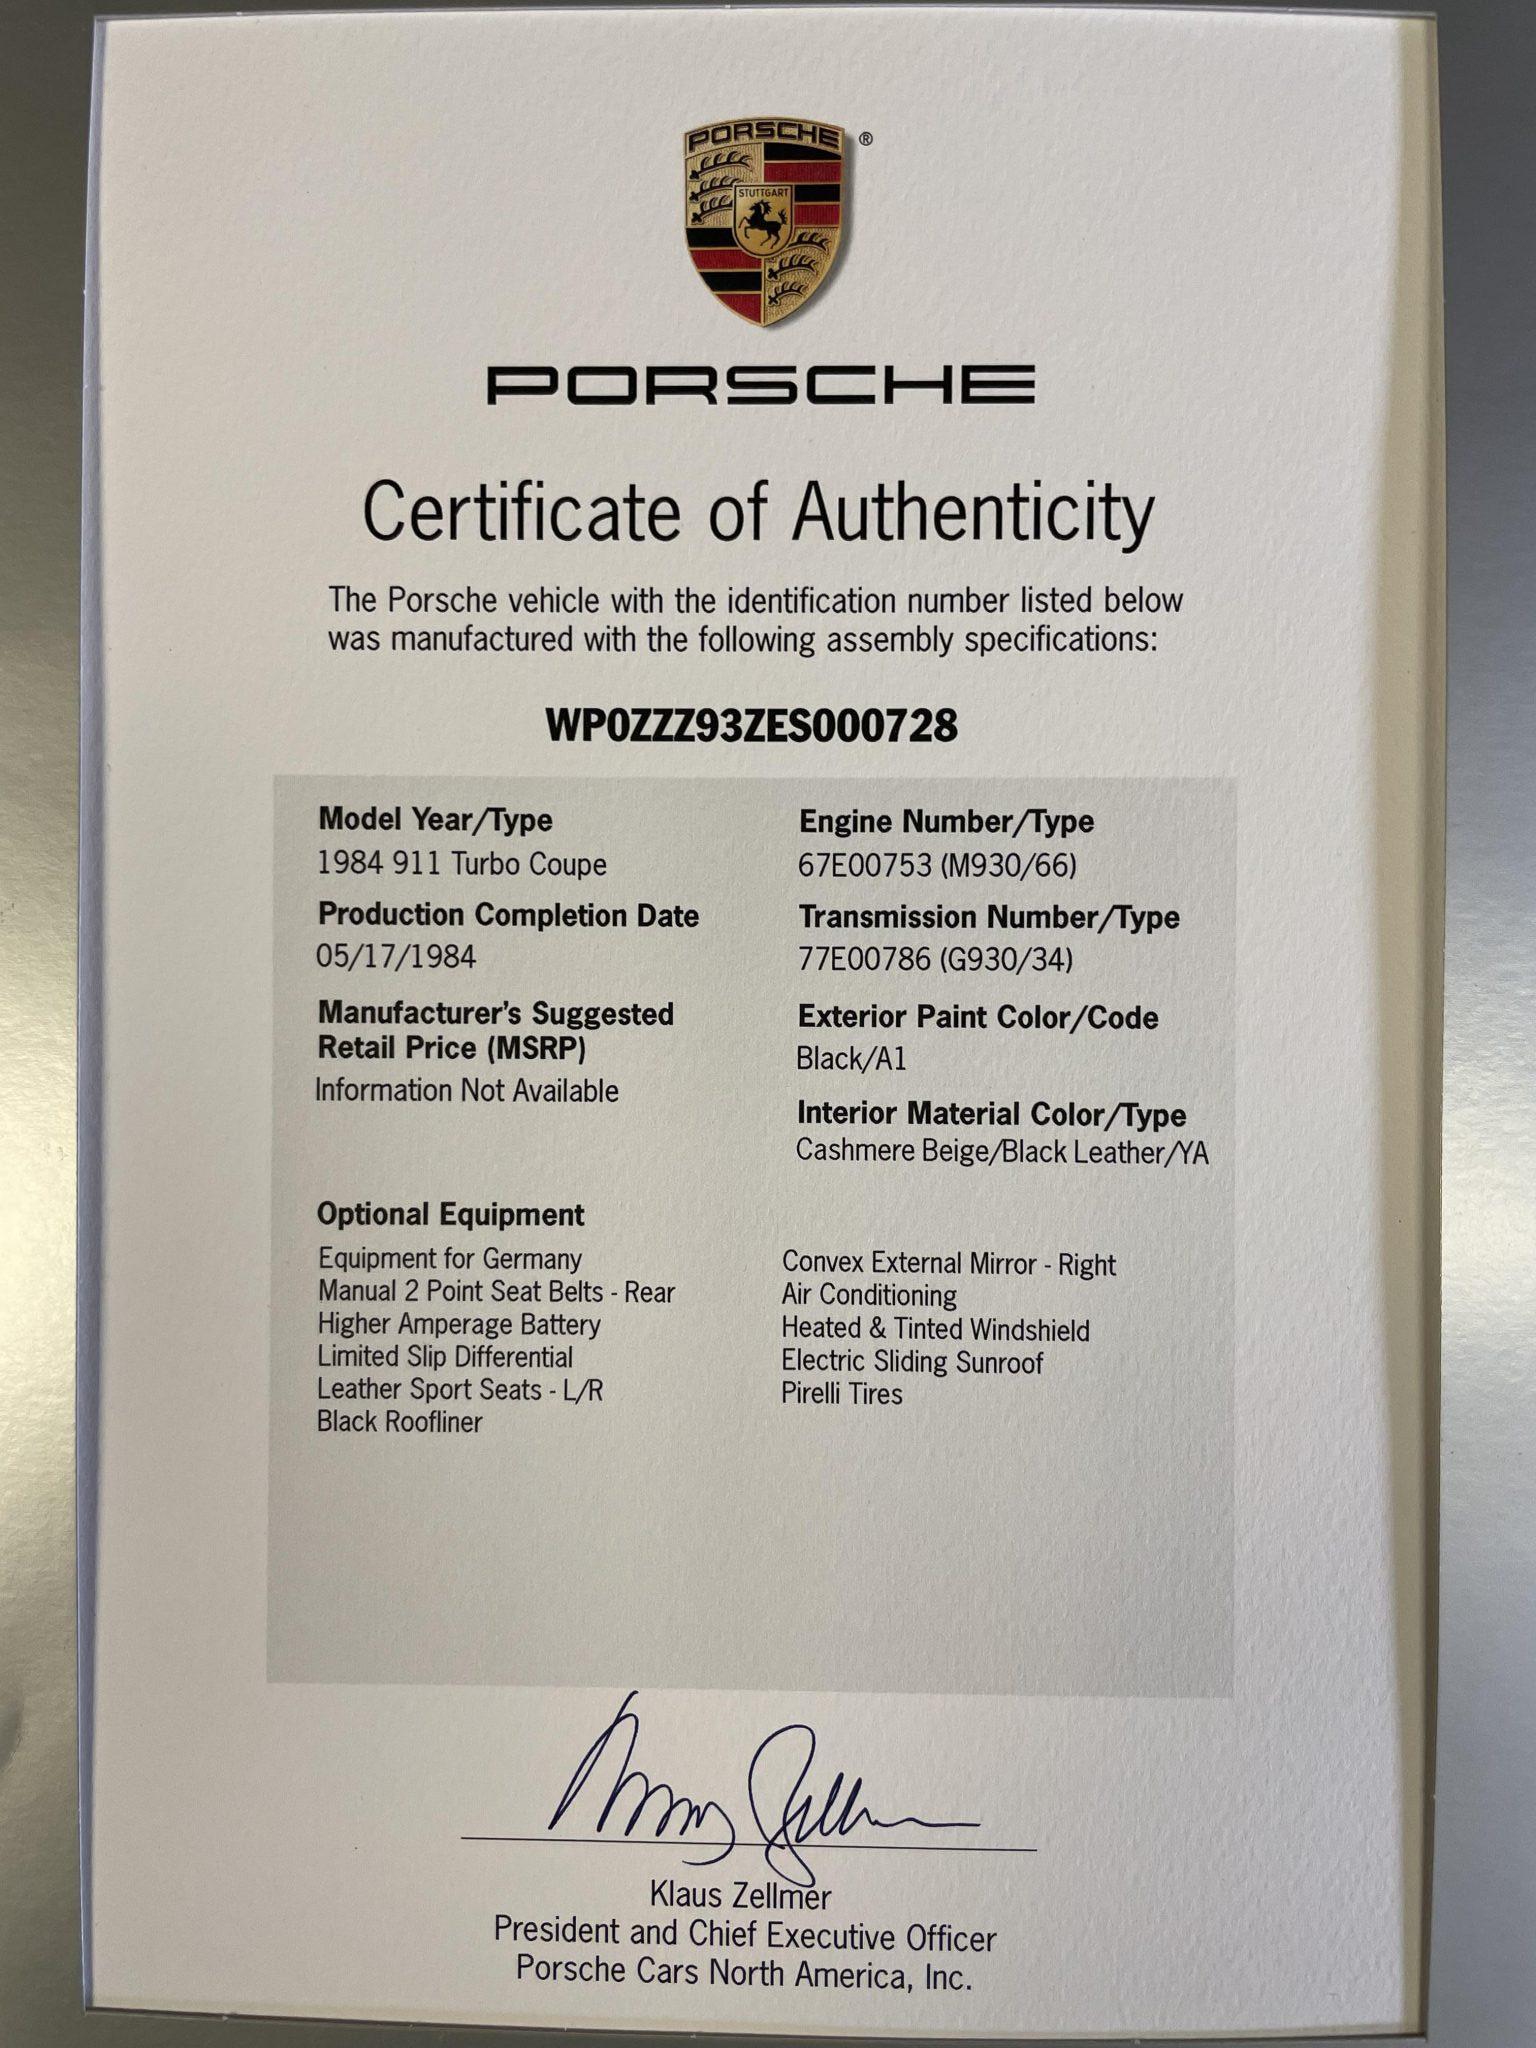 PORSCHE
®
STUTTGART
PORSCHE
Certificate of Authenticity
The Porsche vehicle with the identification number listed below
was manufactured with the following assembly specifications:
WP0ZZZ93ZES000728
Model Year/Type
1984 911 Turbo Coupe
Production Completion Date
05/17/1984
Manufacturer's Suggested
Retail Price (MSRP)
Information Not Available
Engine Number/Type
67E00753 (M930/66)
Transmission Number/Type
77E00786 (G930/34)
Exterior Paint Color/Code
Black/A1
Interior Material Color/Type
Cashmere Beige/Black Leather/YA
Optional Equipment
Equipment for Germany
Manual 2 Point Seat Belts - Rear
Higher Amperage Battery
Limited Slip Differential
Leather Sport Seats - L/R
Black Roofliner
Convex External Mirror - Right
Air Conditioning
Heated & Tinted Windshield
Electric Sliding Sunroof
Pirelli Tires
Klaus Zellmer
President and Chief Executive Officer
Porsche Cars North America, Inc.